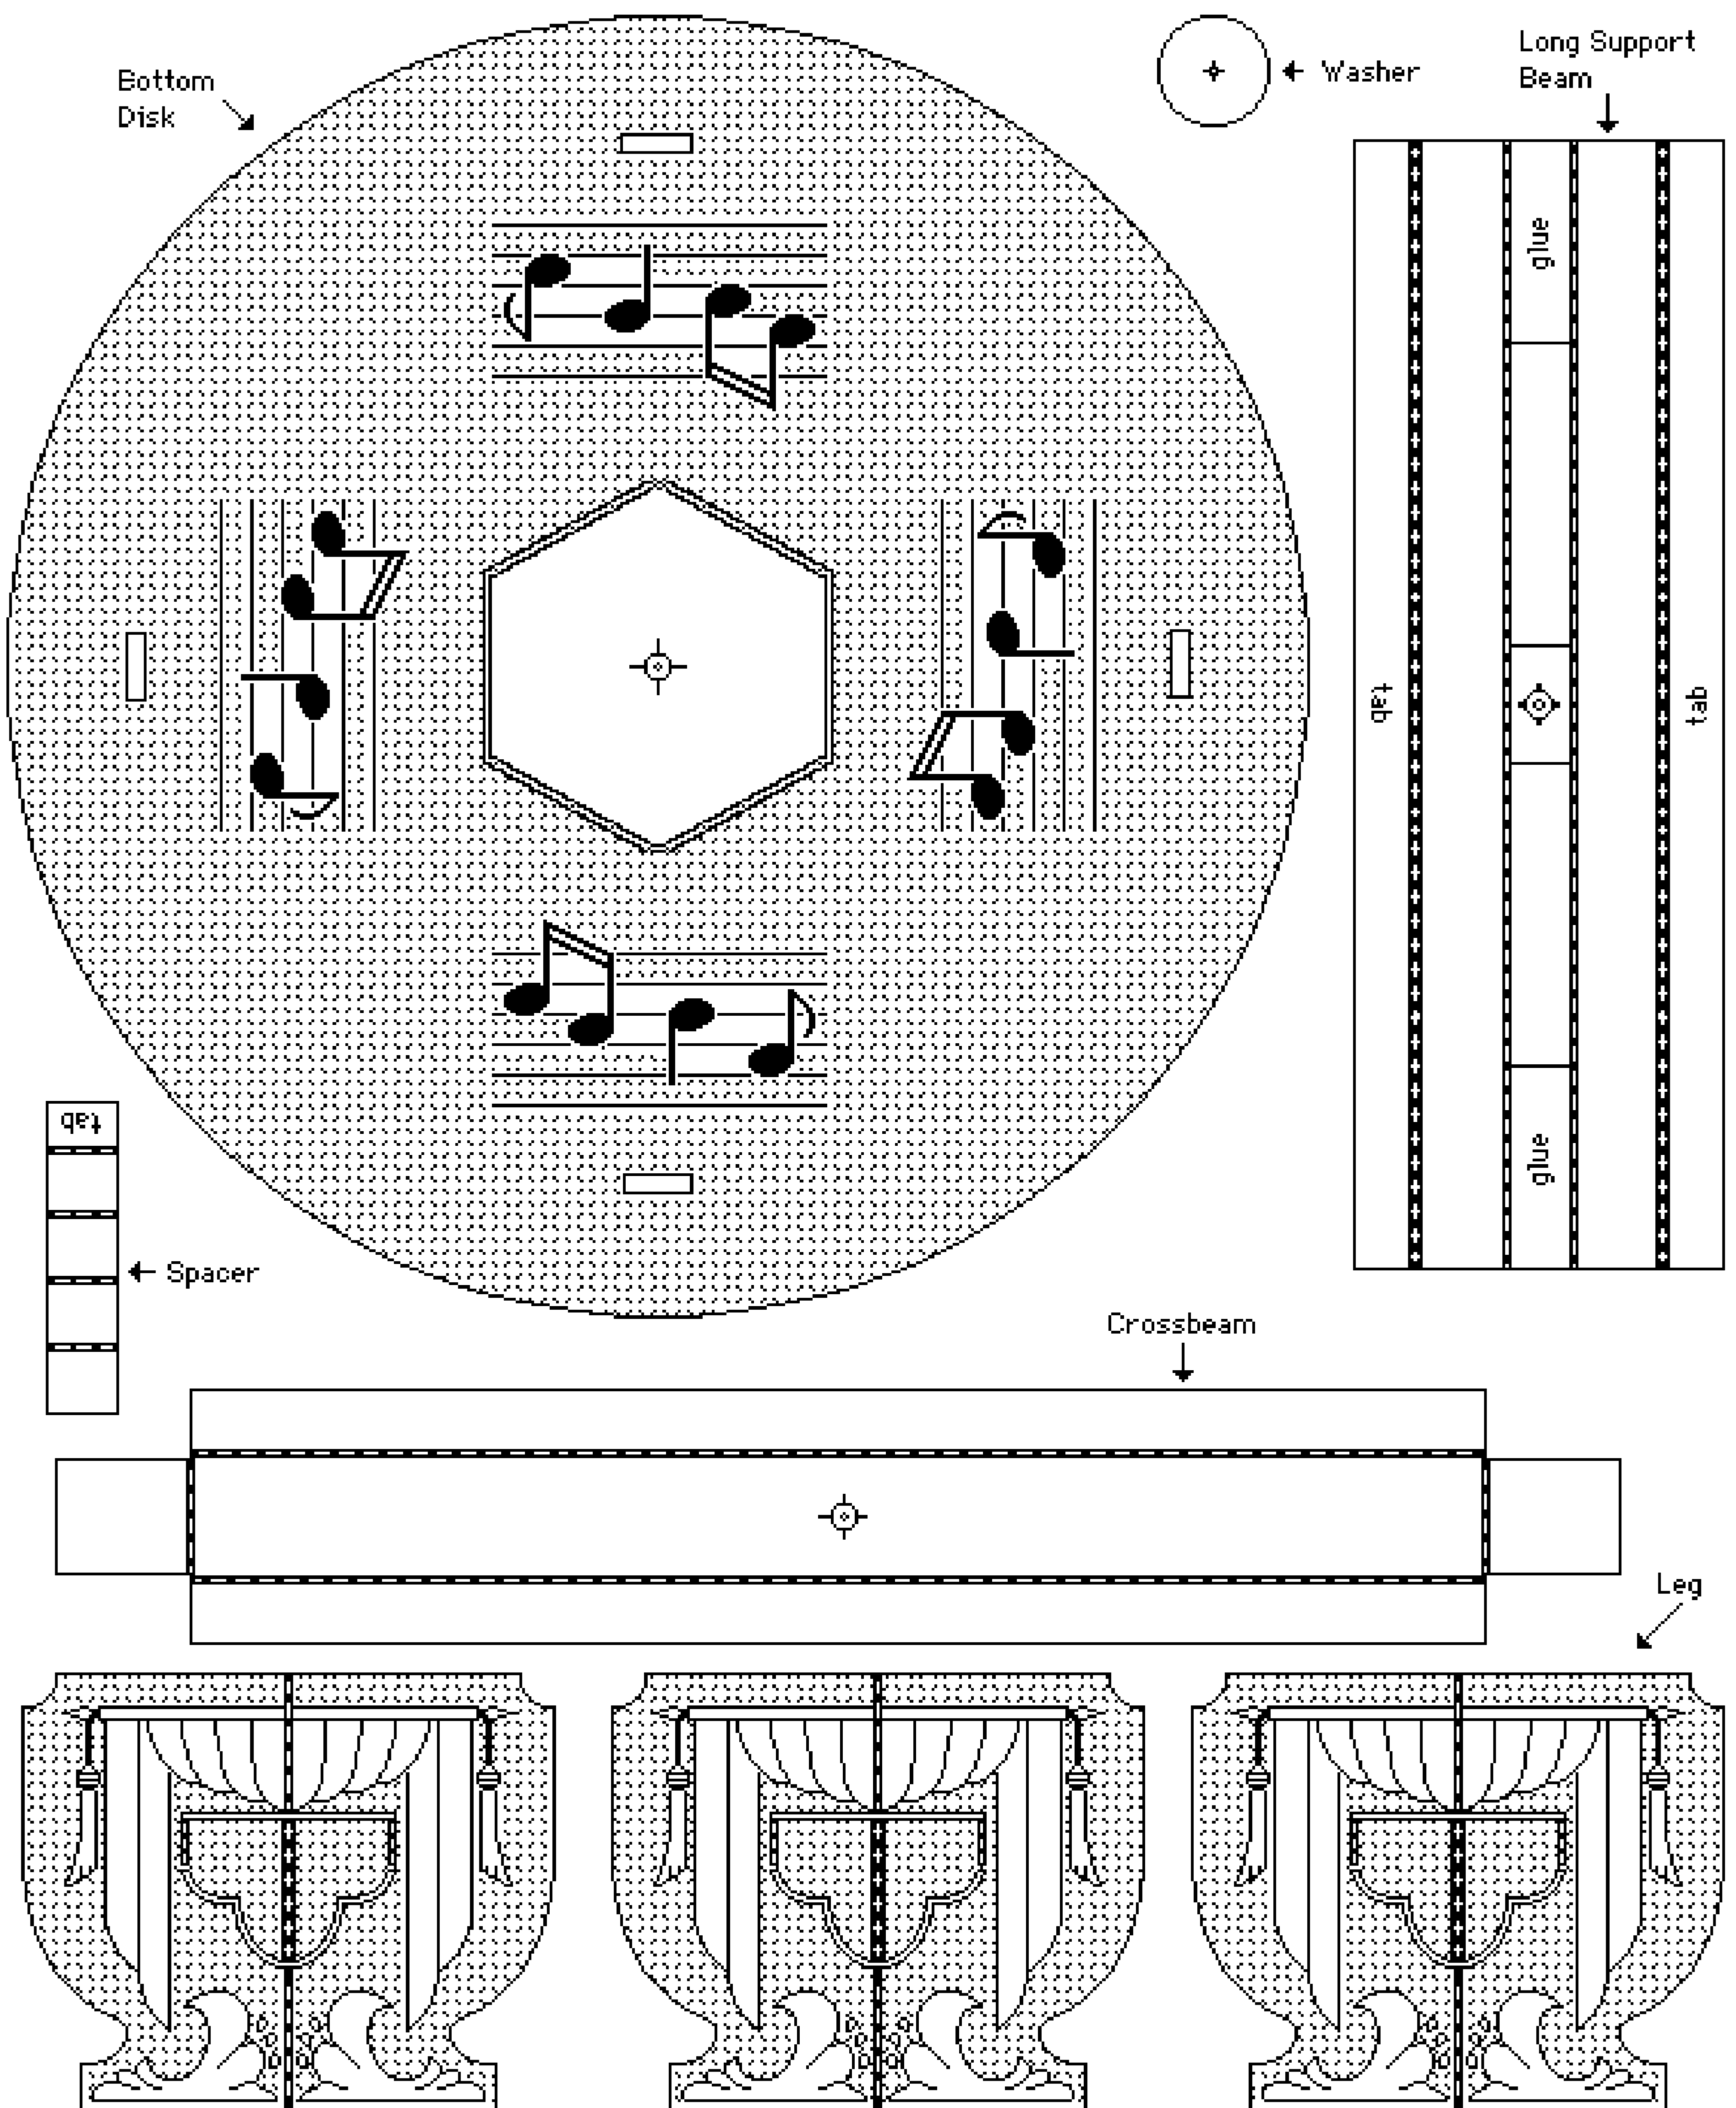 Bottom
Disk
Washer
Long Support
Beam
glue
tab
tab
glue
tab
Spacer
Crossbeam
Leg